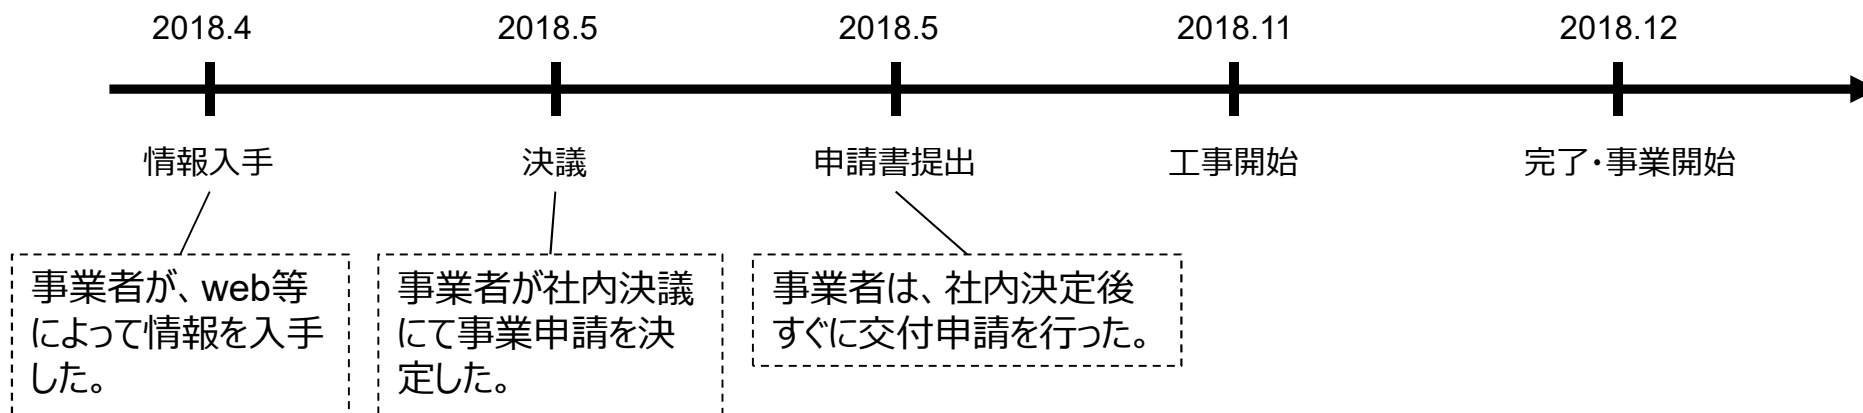 2018.4 2018.5 2018.5 2018.11 2018.12
情報入手 決議 申請書提出 工事開始 完了・事業開始
事業者が、web等
によって情報を入手
した。
事業者が社内決議
にて事業申請を決
定した。
事業者は、社内決定後
すぐに交付申請を行った。